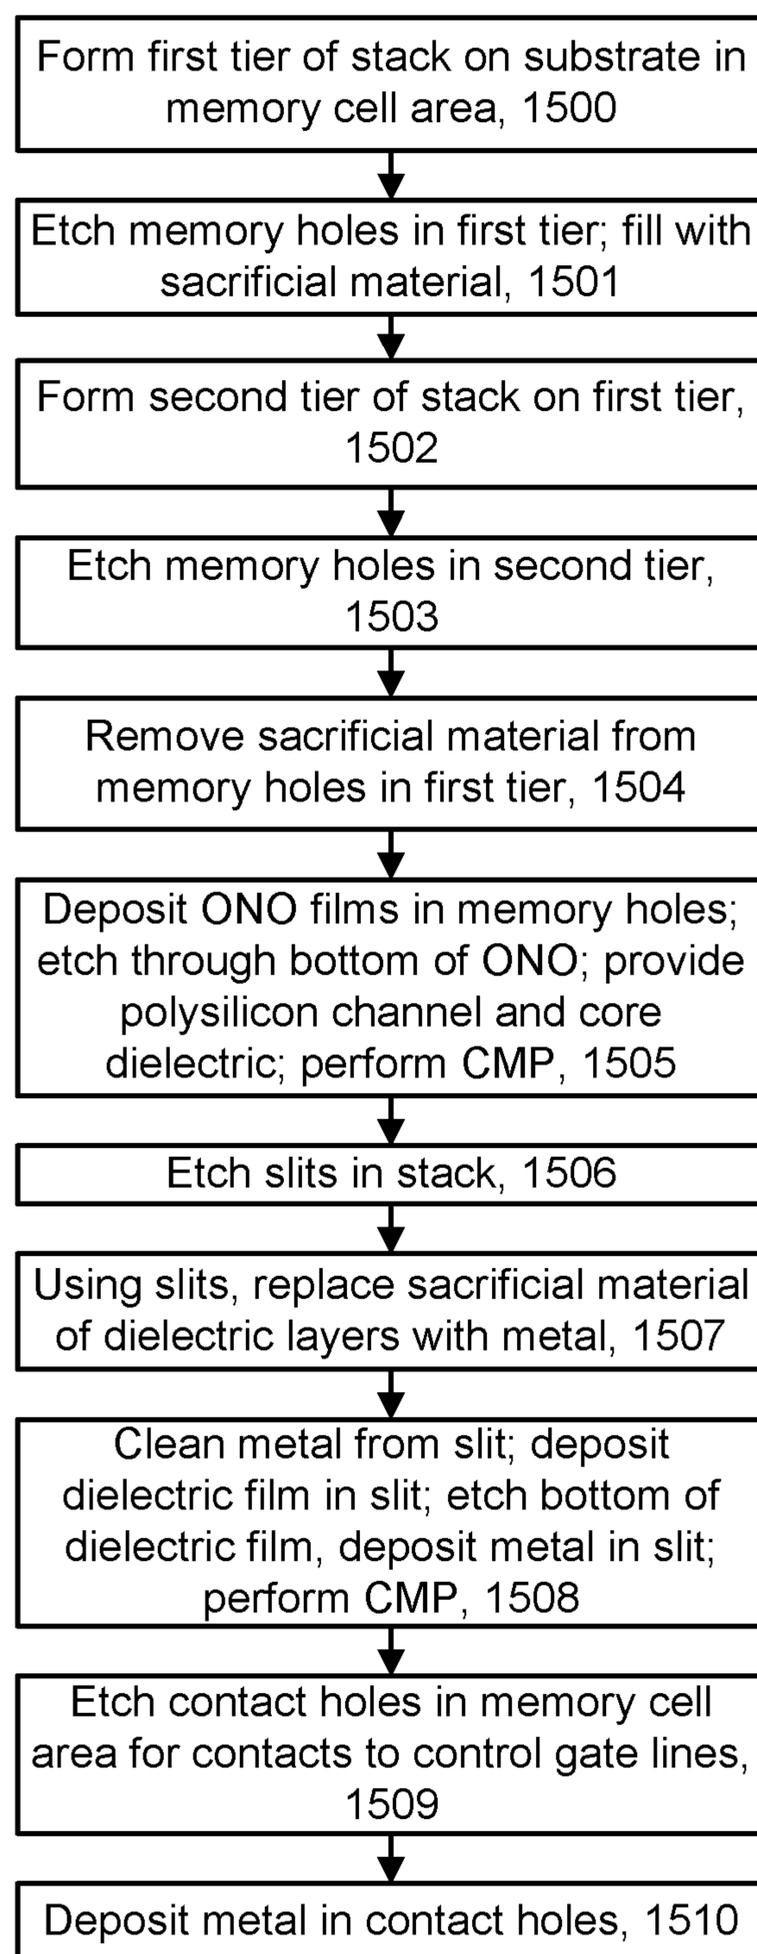 Form first tier of stack on substrate in
memory cell area, 1500
Etch memory holes in first tier; fill with
sacrificial material, 1501
Form second tier of stack on first tier,
1502
Etch memory holes in second tier,
1503
Remove sacrificial material from
memory holes in first tier, 1504
Deposit ONO films in memory holes;
etch through bottom of ONO; provide
polysilicon channel and core
dielectric; perform CMP, 1505
Etch slits in stack, 1506
Using slits, replace sacrificial material
of dielectric layers with metal, 1507
Clean metal from slit; deposit
dielectric film in slit; etch bottom of
dielectric film, deposit metal in slit;
perform CMP, 1508
Etch contact holes in memory cell
area for contacts to control gate lines,
1509
Deposit metal in contact holes, 1510